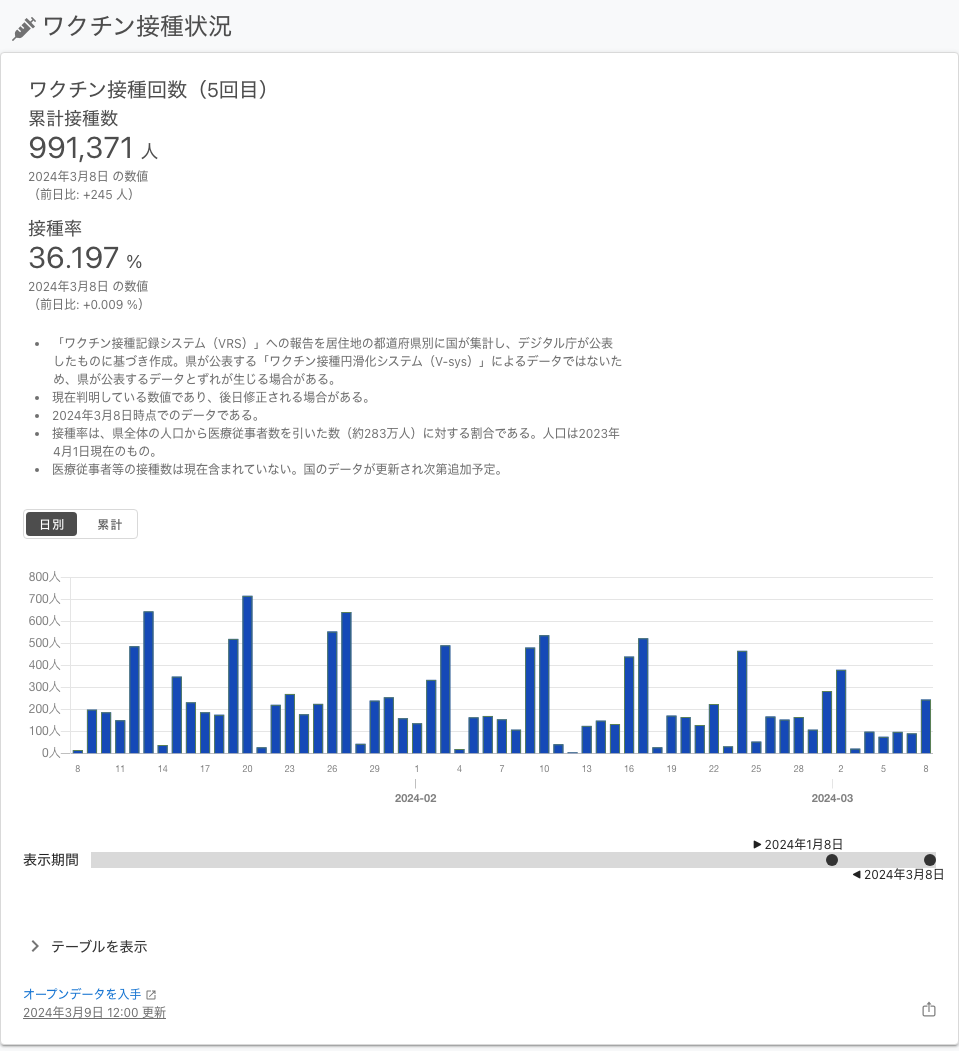 ワクチン接種状況
ワクチン接種回数（5回目）
累計接種数
991,371 人
2024年3月8日 の数値
（前日比: +245 人）
接種率
36.197 %
2024年3月8日 の数値
（前日比: +0.009 %）
• 「ワクチン接種記録システム（VRS）」への報告を居住地の都道府県別に国が集計し、デジタル庁が公表
したものに基づき作成。県が公表する「ワクチン接種円滑化システム（V-sys）」によるデータではないた
め、県が公表するデータとずれが生じる場合がある。
• 現在判明している数値であり、後日修正される場合がある。
• 2024年3月8日時点でのデータである。
• 接種率は、県全体の人口から医療従事者数を引いた数（約283万人）に対する割合である。人口は2023年
4月1日現在のもの。
• 医療従事者等の接種数は現在含まれていない。国のデータが更新され次第追加予定。
日別 累計
800人
700人
600人
500人
400人
300人
200人
100人
0人
8 11 14 17 20 23 26 29 1 4 7 10 13 16 19 22 25 28 2 5 8
2024-02 2024-03
2024年1月8日
表示期間
2024年3月8日
テーブルを表示
オープンデータを入手
2024年3月9日 12:00 更新